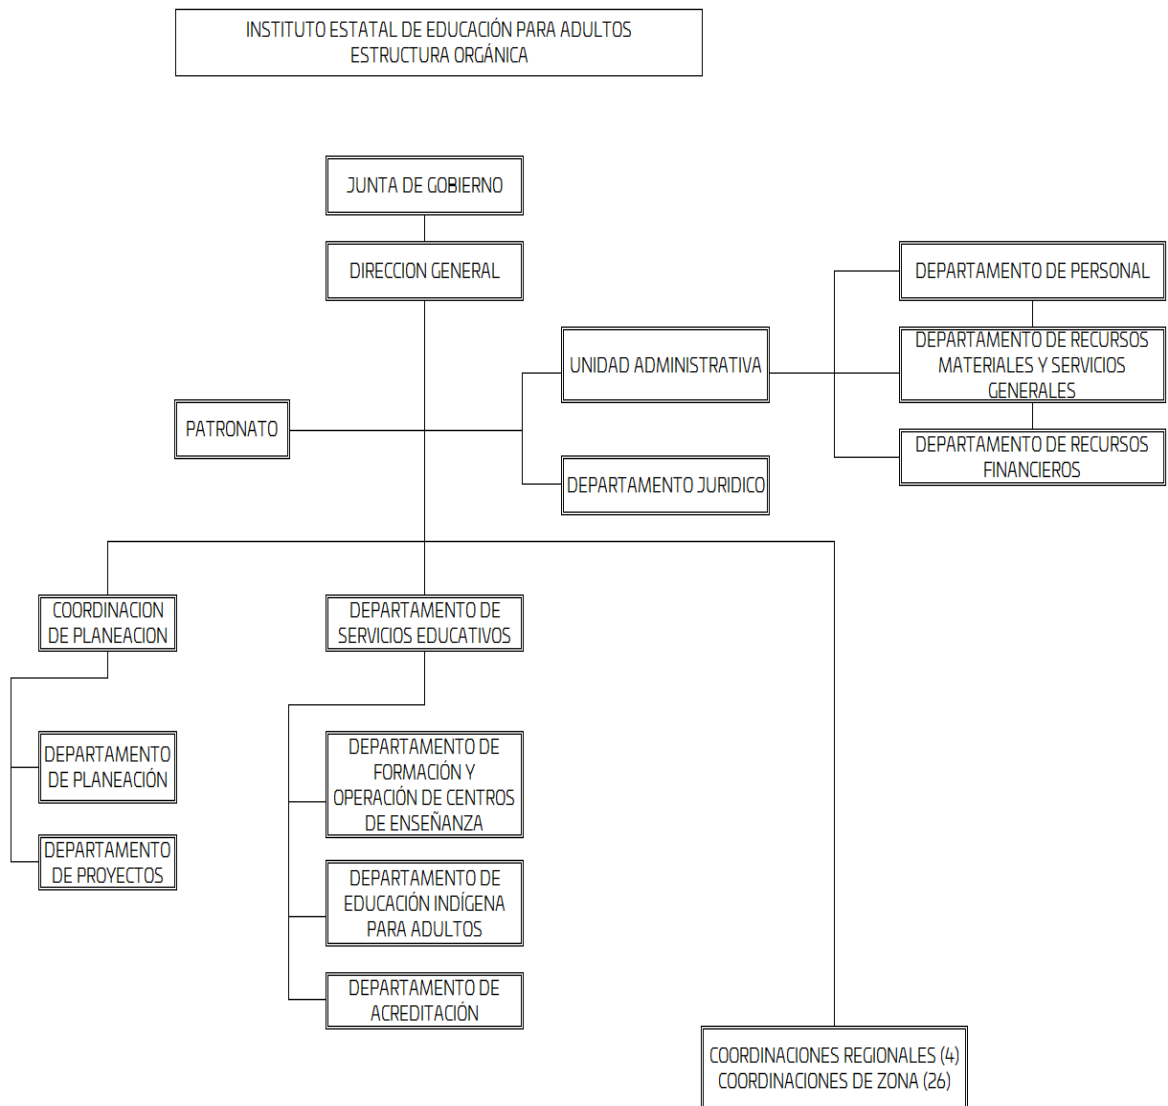 INSTITUTO ESTATAL DE EDUCACIÓN PARA ADULTOS
ESTRUCTURA ORGÁNICA
JUNTA DE GOBIERNO
DIRECCION GENERAL
DEPARTAMENTO DE PERSONAL
UNIDAD ADMINISTRATIVA
DEPARTAMENTO DE RECURSOS
MATERIALES Y SERVICIOS
GENERALES
PATRONATO
DEPARTAMENTO DE RECURSOS
FINANCIEROS
DEPARTAMENTO JURIDICO
COORDINACION
DE PLANEACION
DEPARTAMENTO DE
SERVICIOS EDUCATIVOS
DEPARTAMENTO
DE PLANEACIÓN
DEPARTAMENTO
DE PROYECTOS
DEPARTAMENTO DE
FORMACIÓN Y
OPERACIÓN DE CENTROS
DE ENSEÑANZA
DEPARTAMENTO DE
EDUCACIÓN INDÍGENA
PARA ADULTOS
DEPARTAMENTO DE
ACREDITACIÓN
COORDINACIONES REGIONALES (4)
COORDINACIONES DE ZONA (26)